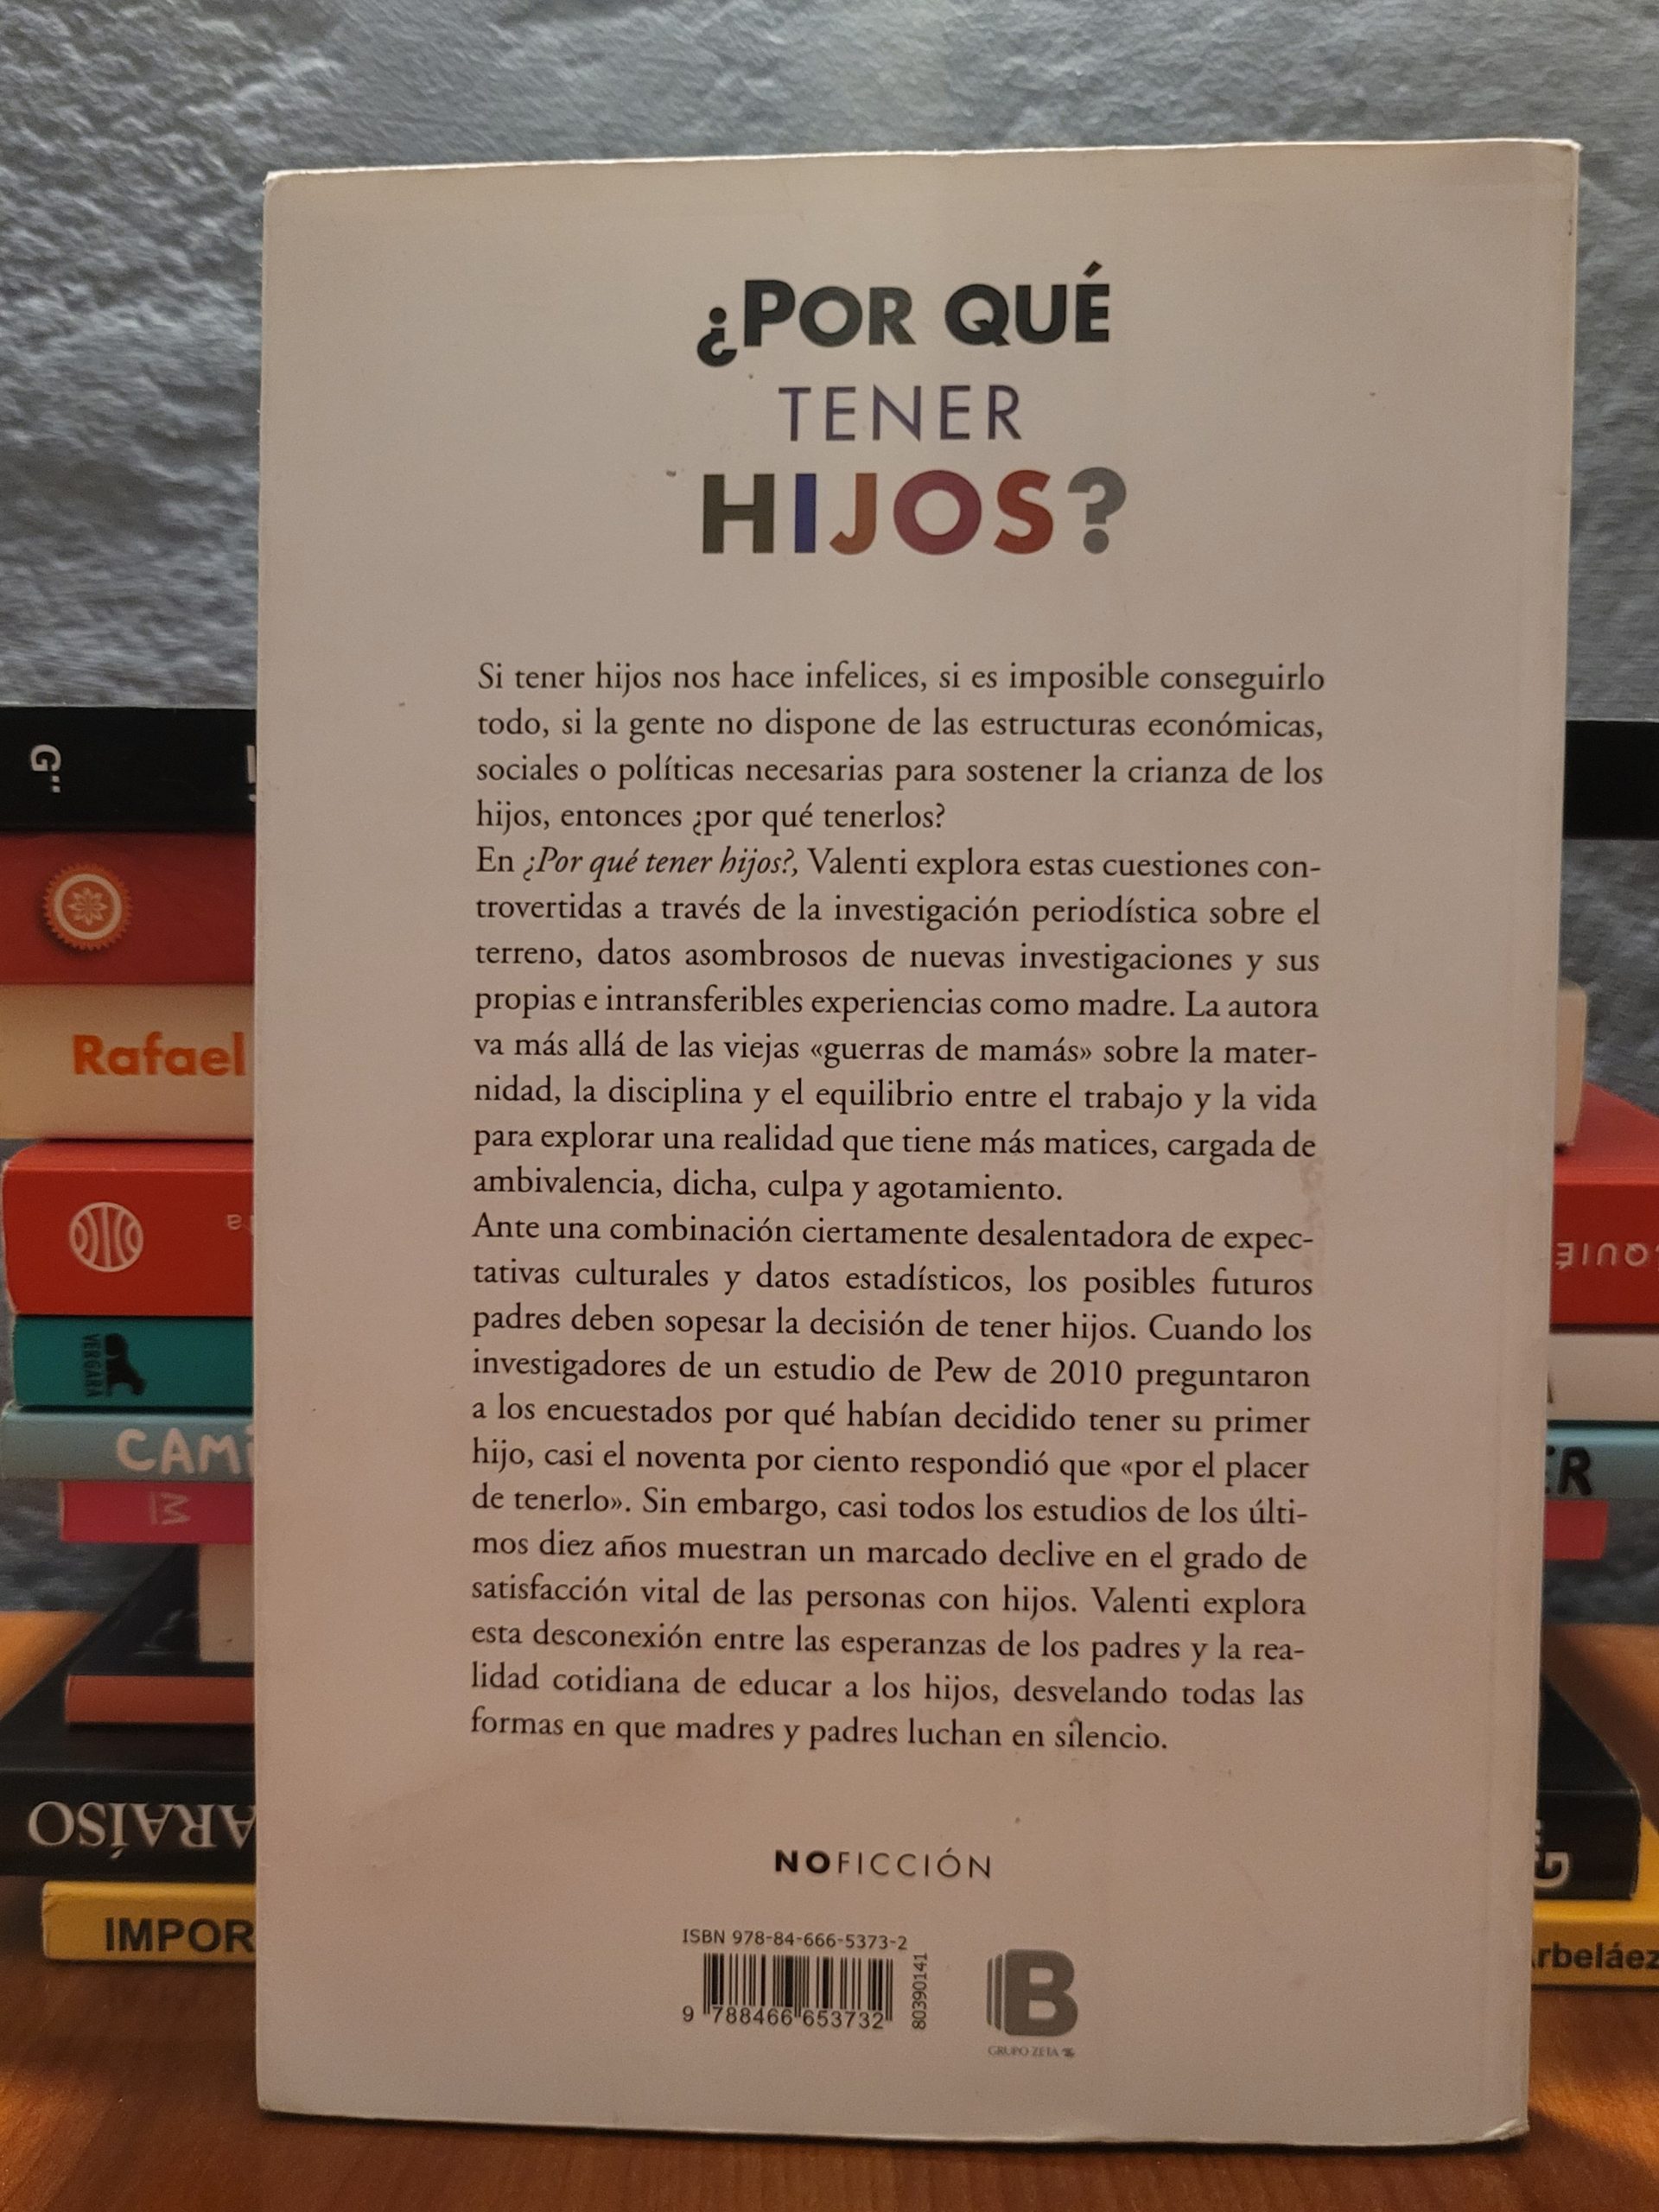 ¿POR QUÉ
TENER
HIJOS?
Si tener hijos nos hace infelices, si es imposible conseguirlo
todo, si la gente no dispone de las estructuras económicas,
sociales o políticas necesarias para sostener la crianza de los
hijos, entonces ¿por qué tenerlos?
En ¿Por qué tener hijos?, Valenti explora estas cuestiones con-
trovertidas a través de la investigación periodística sobre el
terreno, datos asombrosos de nuevas investigaciones y sus
propias e intransferibles experiencias como madre. La autora
va más allá de las viejas «guerras de mamás» sobre la mater-
nidad, la disciplina y el equilibrio entre el trabajo y la vida
para explorar una realidad que tiene más matices, cargada de
ambivalencia, dicha, culpa y agotamiento.
Ante una combinación ciertamente desalentadora de expec-
tativas culturales y datos estadísticos, los posibles futuros
padres deben sopesar la decisión de tener hijos. Cuando los
investigadores de un estudio de Pew de 2010 preguntaron
a los encuestados por qué habían decidido tener su primer
hijo, casi el noventa por ciento respondió que «por el placer
de tenerlo». Sin embargo, casi todos los estudios de los últi-
mos diez años muestran un marcado declive en el grado de
satisfacción vital de las personas con hijos. Valenti explora
esta desconexión entre las esperanzas de los padres y la rea-
lidad cotidiana de educar a los hijos, desvelando todas las
formas en que madres y padres luchan en silencio.
NOFICCIÓN
ISBN 978-84-666-5373-2
9 788466 653732
80390141
B
GRUPO ZETA
Rafael
VERGARA
CAMI
M
ARAÍSO
IMPOR
QUIÉ
ER
rbeláez